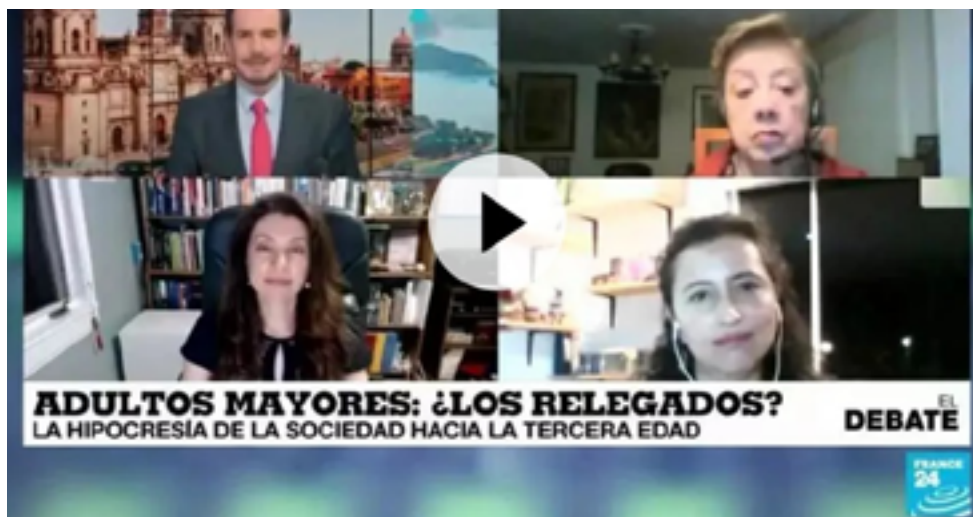 ADULTOS MAYORES: ¿LOS RELEGADOS?
LA HIPOCRESÍA DE LA SOCIEDAD HACIA LA TERCERA EDAD
EL
DEBATE
FRANCE
24